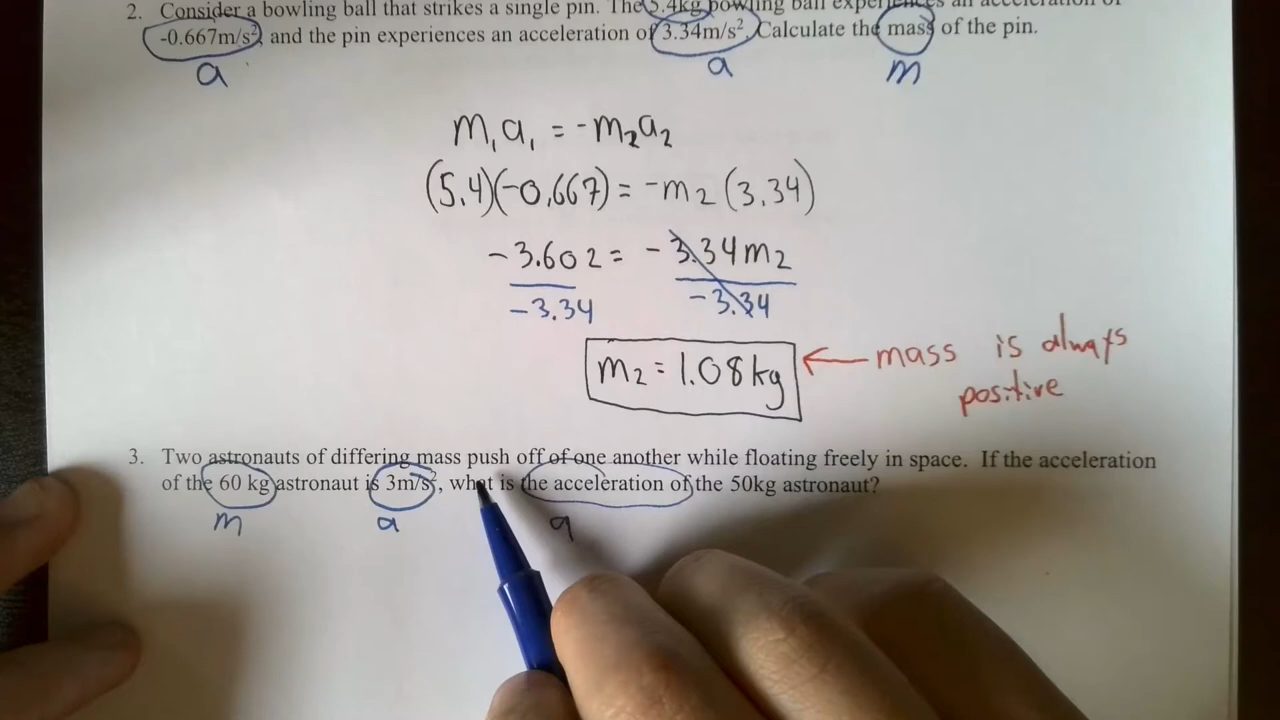 2. Consider a bowling ball that strikes a single pin. The 5.4kg bowling ball experiences an acceleration of
-0.667m/s², and the pin experiences an acceleration of 3.34m/s². Calculate the mass of the pin.
a a m
m₁a₁ = -m₂a₂
(5.4)(-0.667) = -m₂(3.34)
-3.602 = -3.34m₂
-3.34 -3.34
m₂ = 1.08kg ← mass is always
positive
3. Two astronauts of differing mass push off of one another while floating freely in space. If the acceleration
of the 60 kg astronaut is 3m/s², what is the acceleration of the 50kg astronaut?
m a a